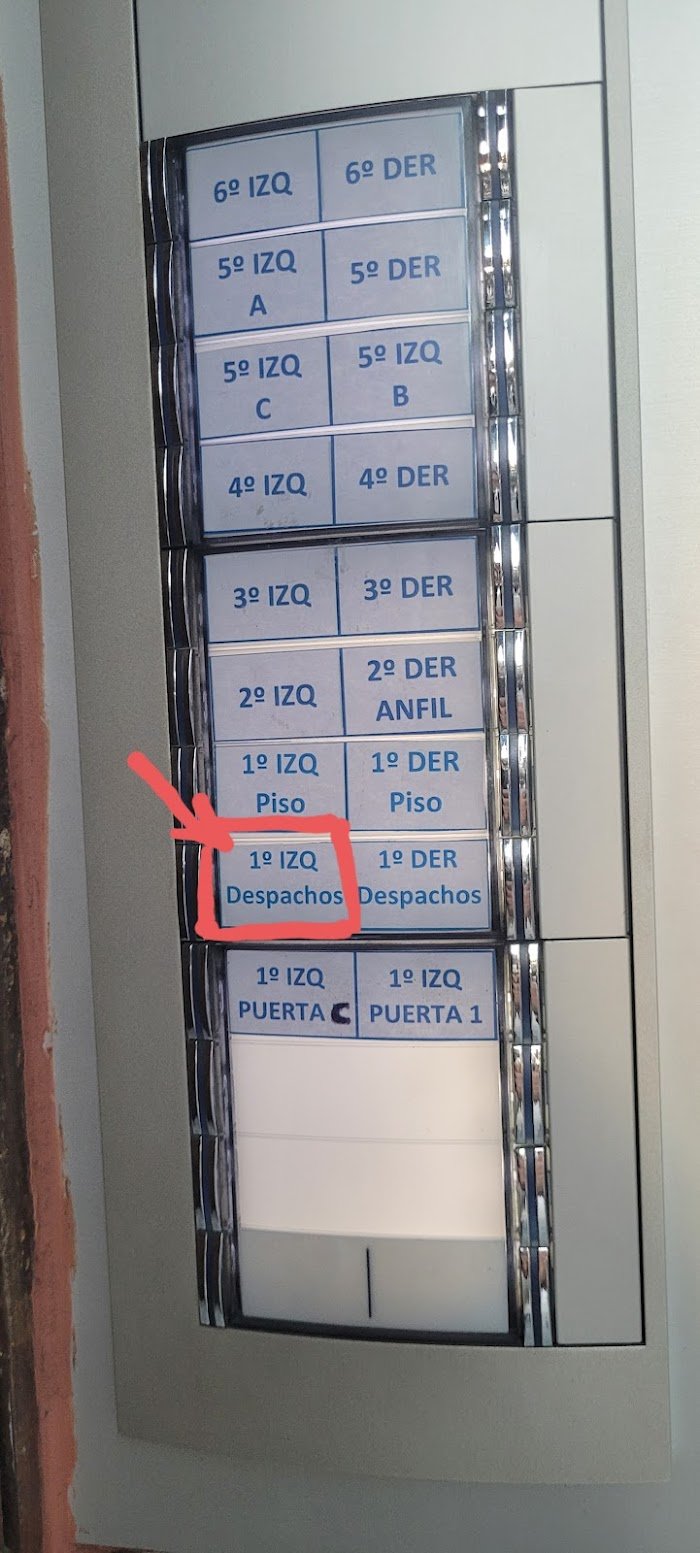 6º IZQ
6º DER
5º IZQ
A
5º DER
5º IZQ
C
5º IZQ
B
4º IZQ
4º DER
3º IZQ
3º DER
2º IZQ
2º DER
ANFIL
1º IZQ
Piso
1º DER
Piso
1º IZQ
Despachos
1º DER
Despachos
1º IZQ
PUERTA C
1º IZQ
PUERTA 1